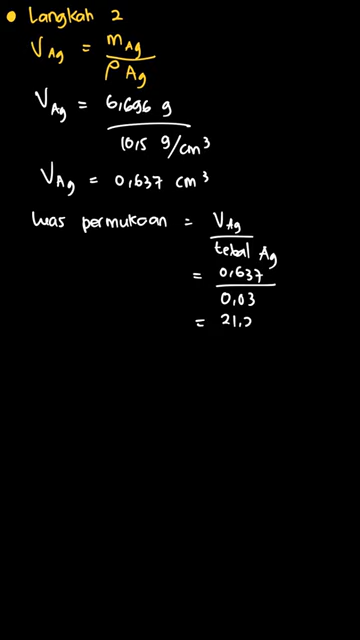 • Langkah 2
V Ag = m Ag / ρ Ag
V Ag = 6,696 g / 10,5 g/cm³
V Ag = 0,637 cm³
luas permukaan = V Ag / tebal Ag
= 0,637 / 0,03
= 21,2